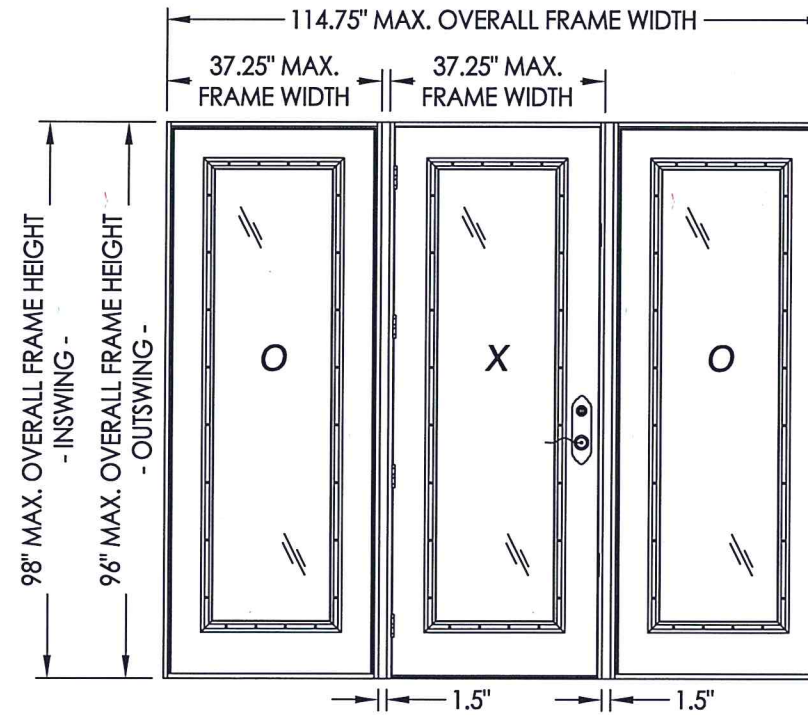 114.75" MAX. OVERALL FRAME WIDTH
37.25" MAX.
FRAME WIDTH
37.25" MAX.
FRAME WIDTH
98" MAX. OVERALL FRAME HEIGHT
- INSWING -
96" MAX. OVERALL FRAME HEIGHT
- OUTSWING -
O
X
O
1.5"
1.5"